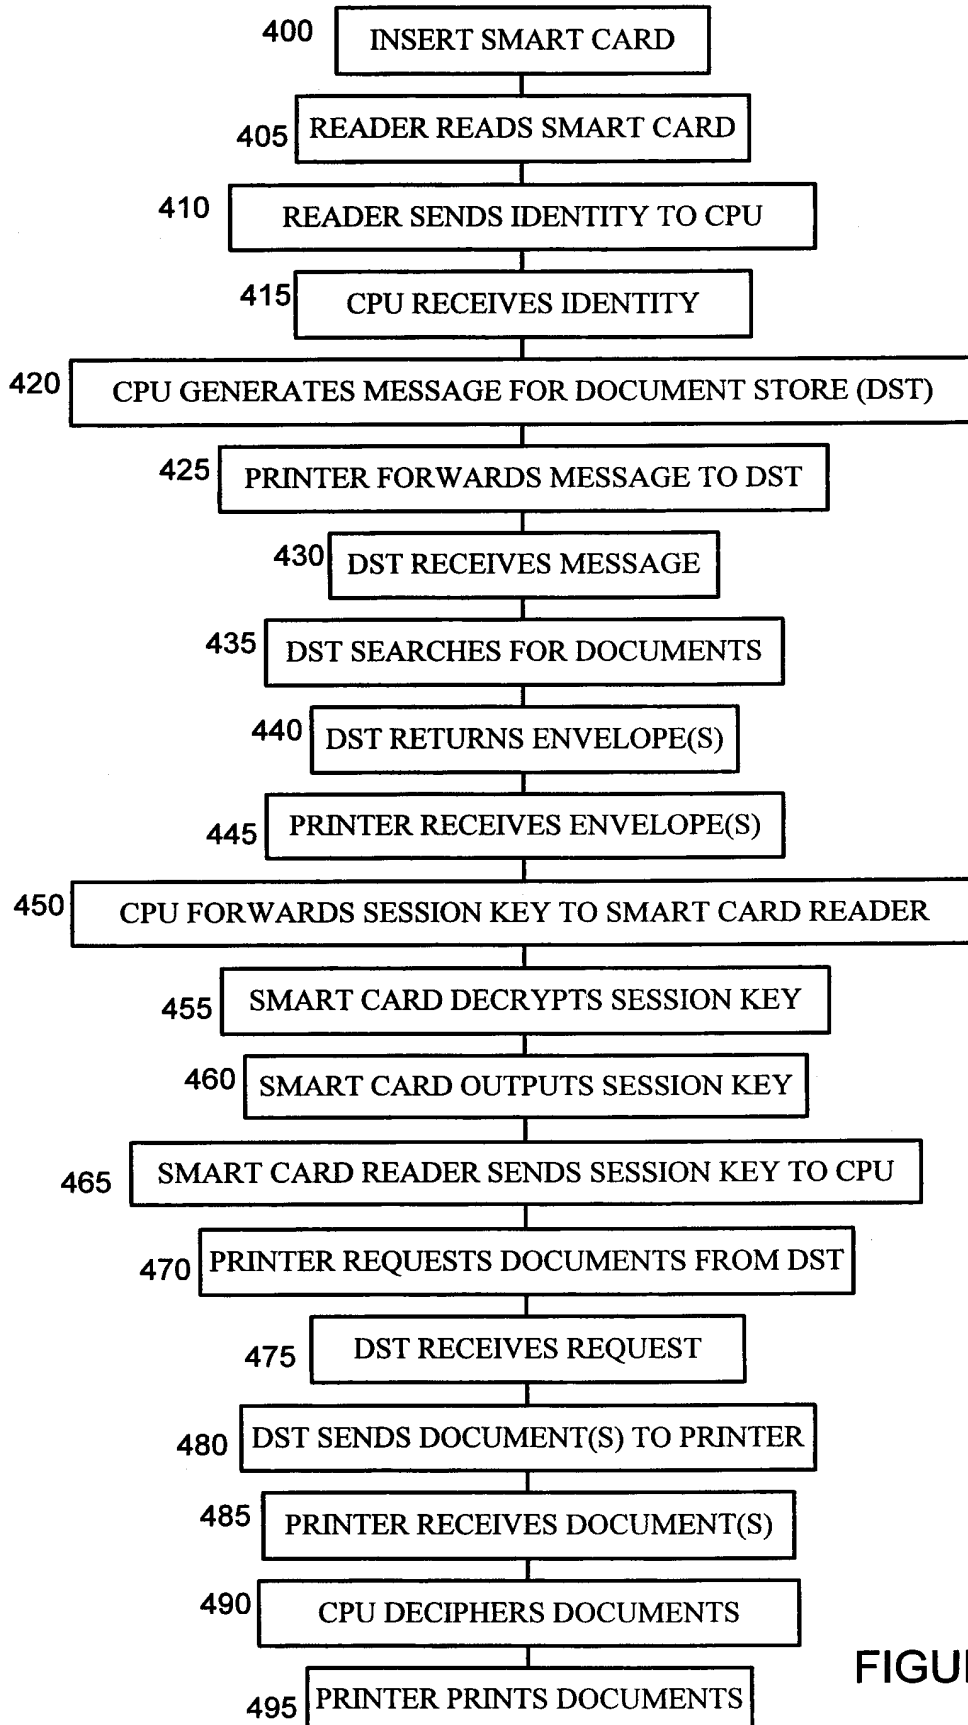 400 INSERT SMART CARD
405 READER READS SMART CARD
410 READER SENDS IDENTITY TO CPU
415 CPU RECEIVES IDENTITY
420 CPU GENERATES MESSAGE FOR DOCUMENT STORE (DST)
425 PRINTER FORWARDS MESSAGE TO DST
430 DST RECEIVES MESSAGE
435 DST SEARCHES FOR DOCUMENTS
440 DST RETURNS ENVELOPE(S)
445 PRINTER RECEIVES ENVELOPE(S)
450 CPU FORWARDS SESSION KEY TO SMART CARD READER
455 SMART CARD DECRYPTS SESSION KEY
460 SMART CARD OUTPUTS SESSION KEY
465 SMART CARD READER SENDS SESSION KEY TO CPU
470 PRINTER REQUESTS DOCUMENTS FROM DST
475 DST RECEIVES REQUEST
480 DST SENDS DOCUMENT(S) TO PRINTER
485 PRINTER RECEIVES DOCUMENT(S)
490 CPU DECIPHERS DOCUMENTS
495 PRINTER PRINTS DOCUMENTS